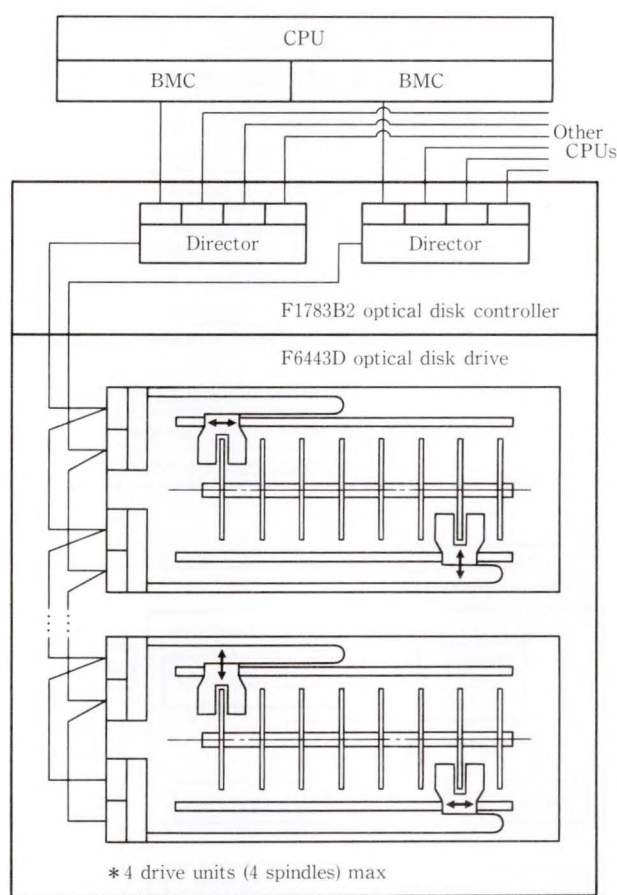 CPU
BMC BMC
Other
CPUs
Director Director
F1783B2 optical disk controller
F6443D optical disk drive
*4 drive units (4 spindles) max